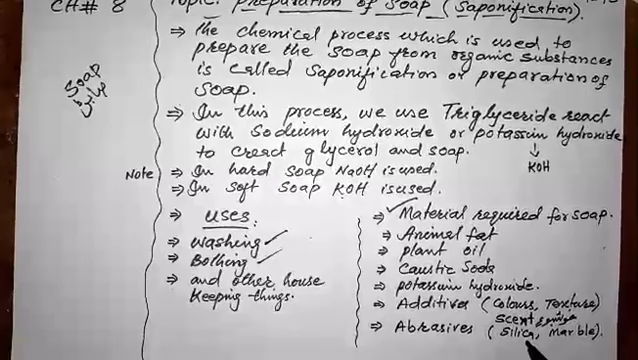 CH# 8
Topic: Preparation of Soap (Saponification).
⇒ The chemical process which is used, to
prepare the soap from organic substances
is called Saponification or preparation of
Soap.
Soap
صابن
⇒ In this process, we use Triglyceride react
with Sodium hydroxide or potassium hydroxide
to creact glycerol and soap.
↓
KOH
Note ⇒ In hard soap NaOH is used.
⇒ In soft soap KOH is used.
⇒ uses:
⇒ washing ✓
⇒ Bathing ✓
⇒ and other house
Keeping things.
✓ ⇒ Material required for soap.
⇒ Animal fat
⇒ plant oil
⇒ Caustic Soda
⇒ potassium hydroxide.
⇒ Additives (Colours, Texture)
Scent
⇒ Abrasives (Silica, Marble).